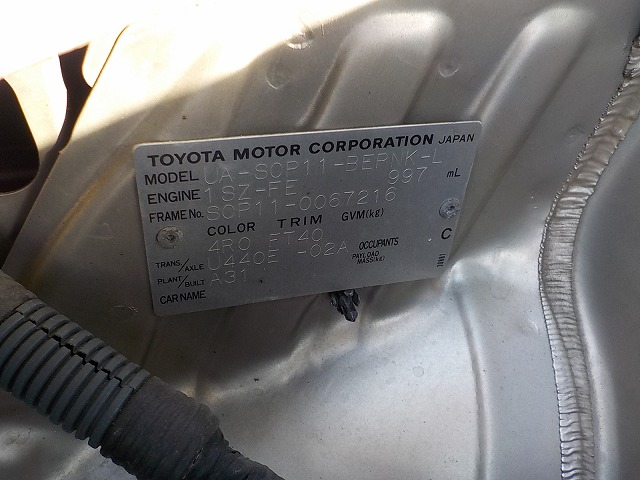 TOYOTA MOTOR CORPORATION JAPAN
MODEL UA-SCP11-BEPNK-L
ENGINE 1SZ-FE 997 mL
FRAME No. SCP11-0067216
COLOR TRIM GVM(kg)
4R0 FT40
TRANS./AXLE U440E -02A OCCUPANTS C
PLANT/BUILT A31 PAYLOAD MASS(kg)
CAR NAME